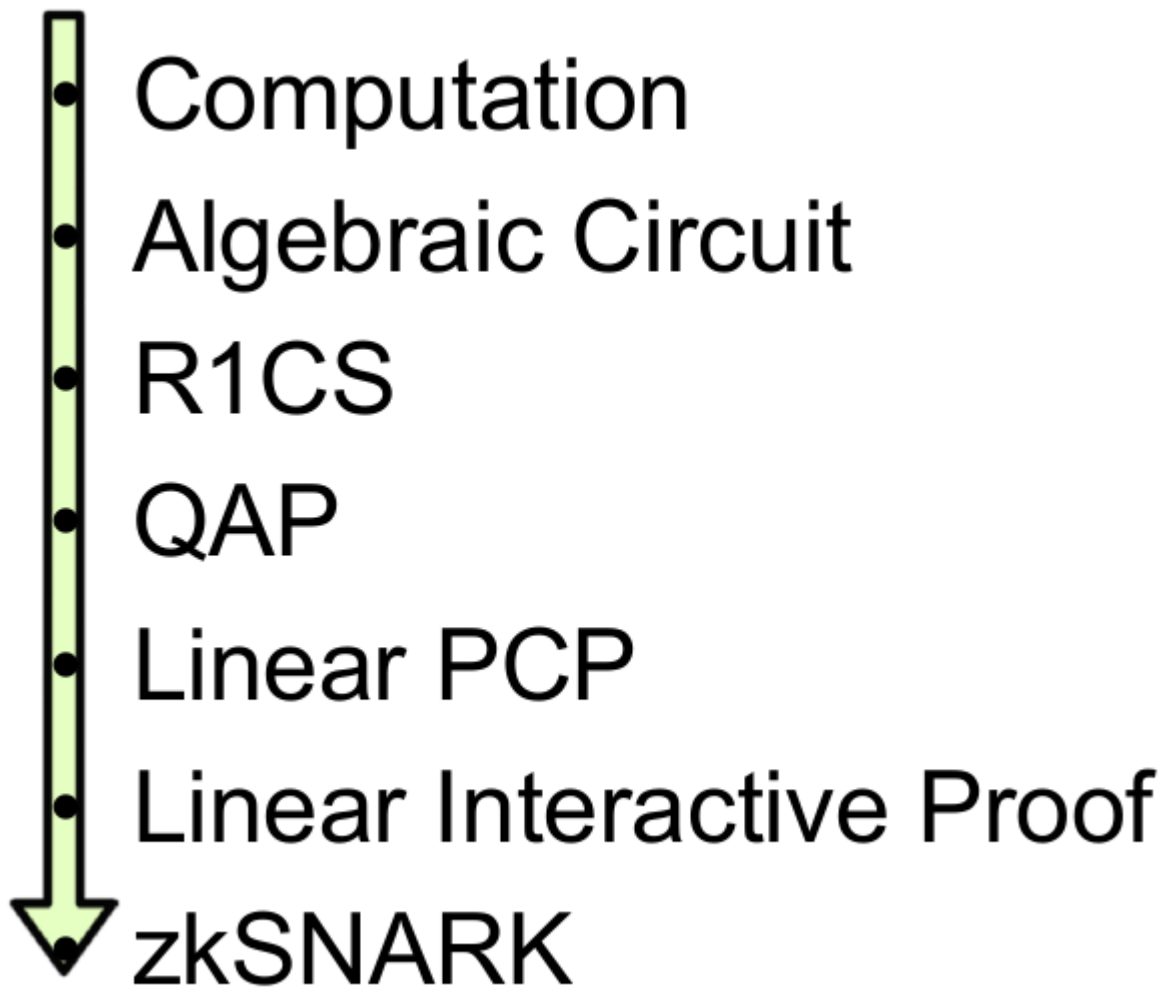 Computation
Algebraic Circuit
R1CS
QAP
Linear PCP
Linear Interactive Proof
zkSNARK